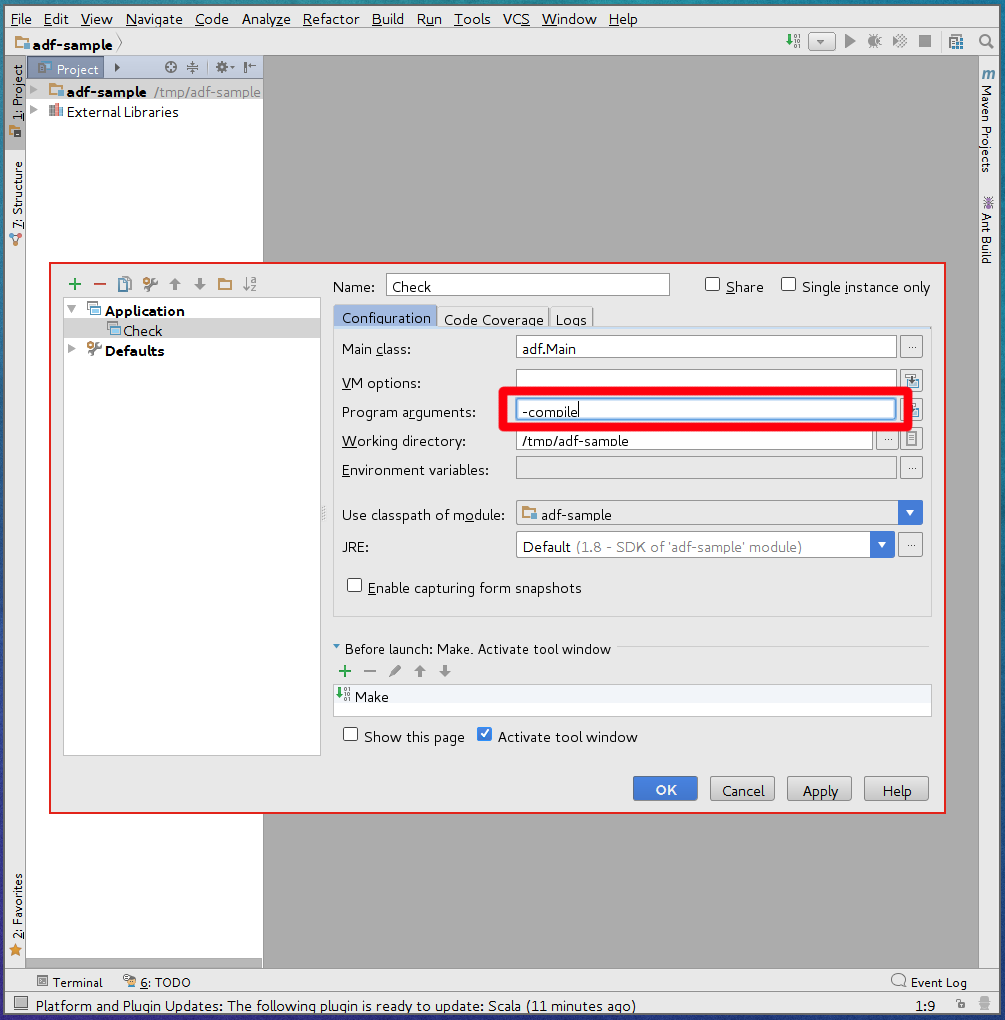 File Edit View Navigate Code Analyze Refactor Build Run Tools VCS Window Help
adf-sample
Project
adf-sample /tmp/adf-sample
External Libraries
1: Project
7: Structure
2: Favorites
Maven Projects
Ant Build
Name: Check Share Single instance only
Application
Check
Defaults
Configuration Code Coverage Logs
Main class: adf.Main ...
VM options:
Program arguments: -compile
Working directory: /tmp/adf-sample ...
Environment variables: ...
Use classpath of module: adf-sample
JRE: Default (1.8 - SDK of 'adf-sample' module) ...
Enable capturing form snapshots
Before launch: Make. Activate tool window
Make
Show this page Activate tool window
OK Cancel Apply Help
Terminal 6: TODO Event Log
Platform and Plugin Updates: The following plugin is ready to update: Scala (11 minutes ago) 1:9